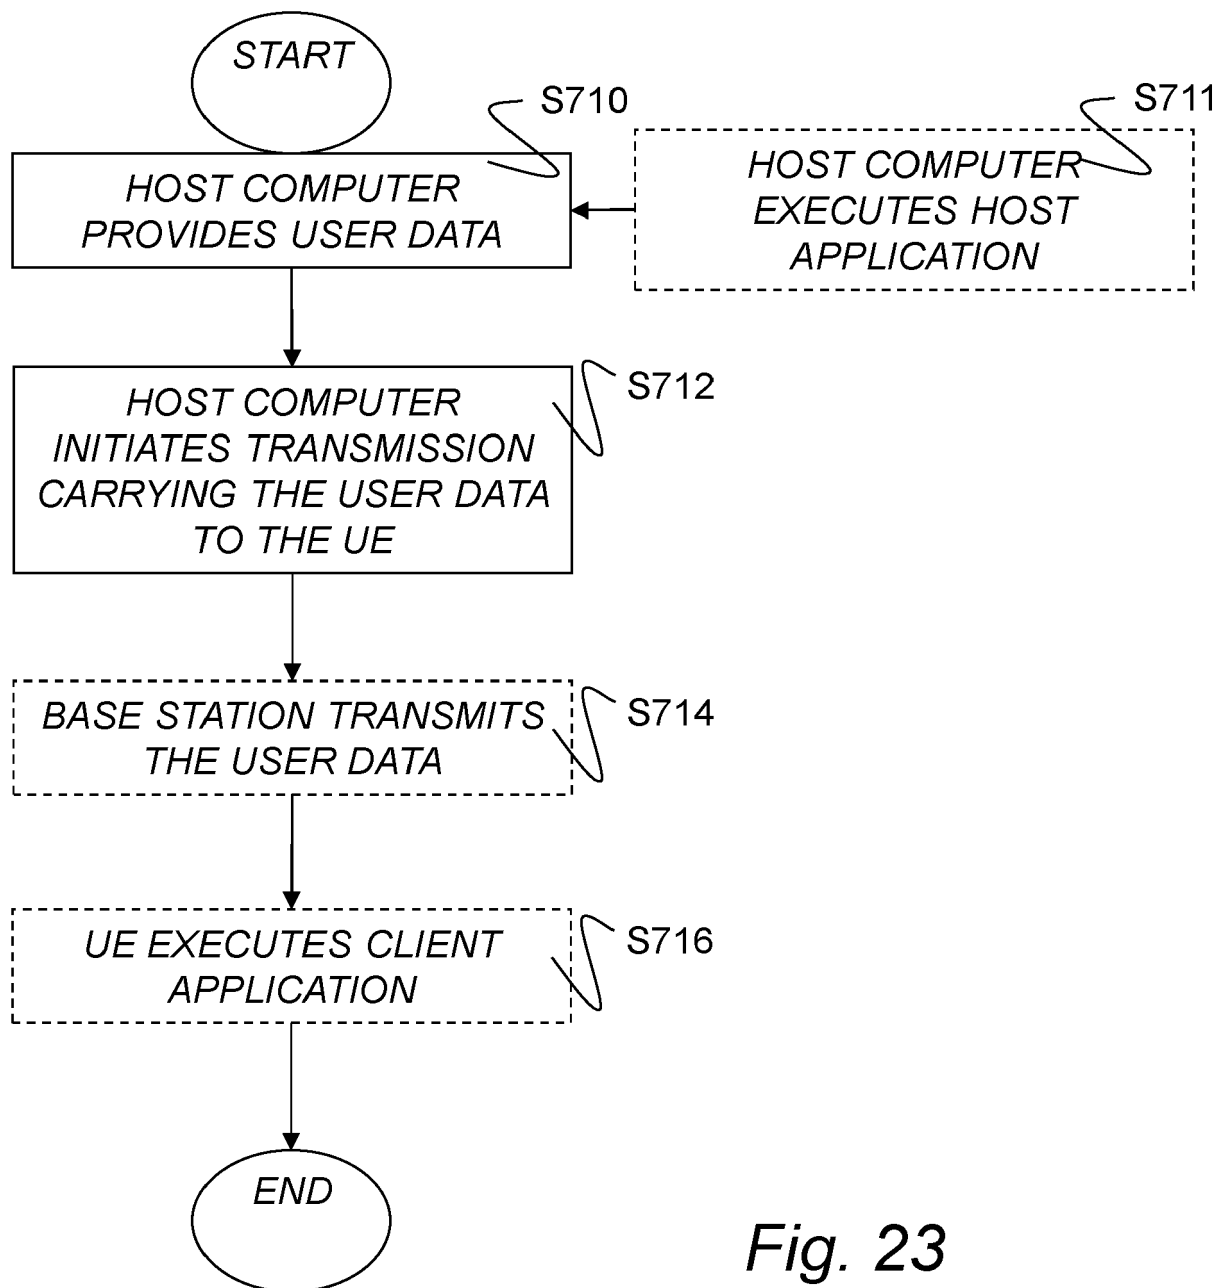 START
S710
S711
HOST COMPUTER
PROVIDES USER DATA
HOST COMPUTER
EXECUTES HOST
APPLICATION
HOST COMPUTER
INITIATES TRANSMISSION
CARRYING THE USER DATA
TO THE UE
S712
BASE STATION TRANSMITS
THE USER DATA
S714
UE EXECUTES CLIENT
APPLICATION
S716
END
Fig. 23